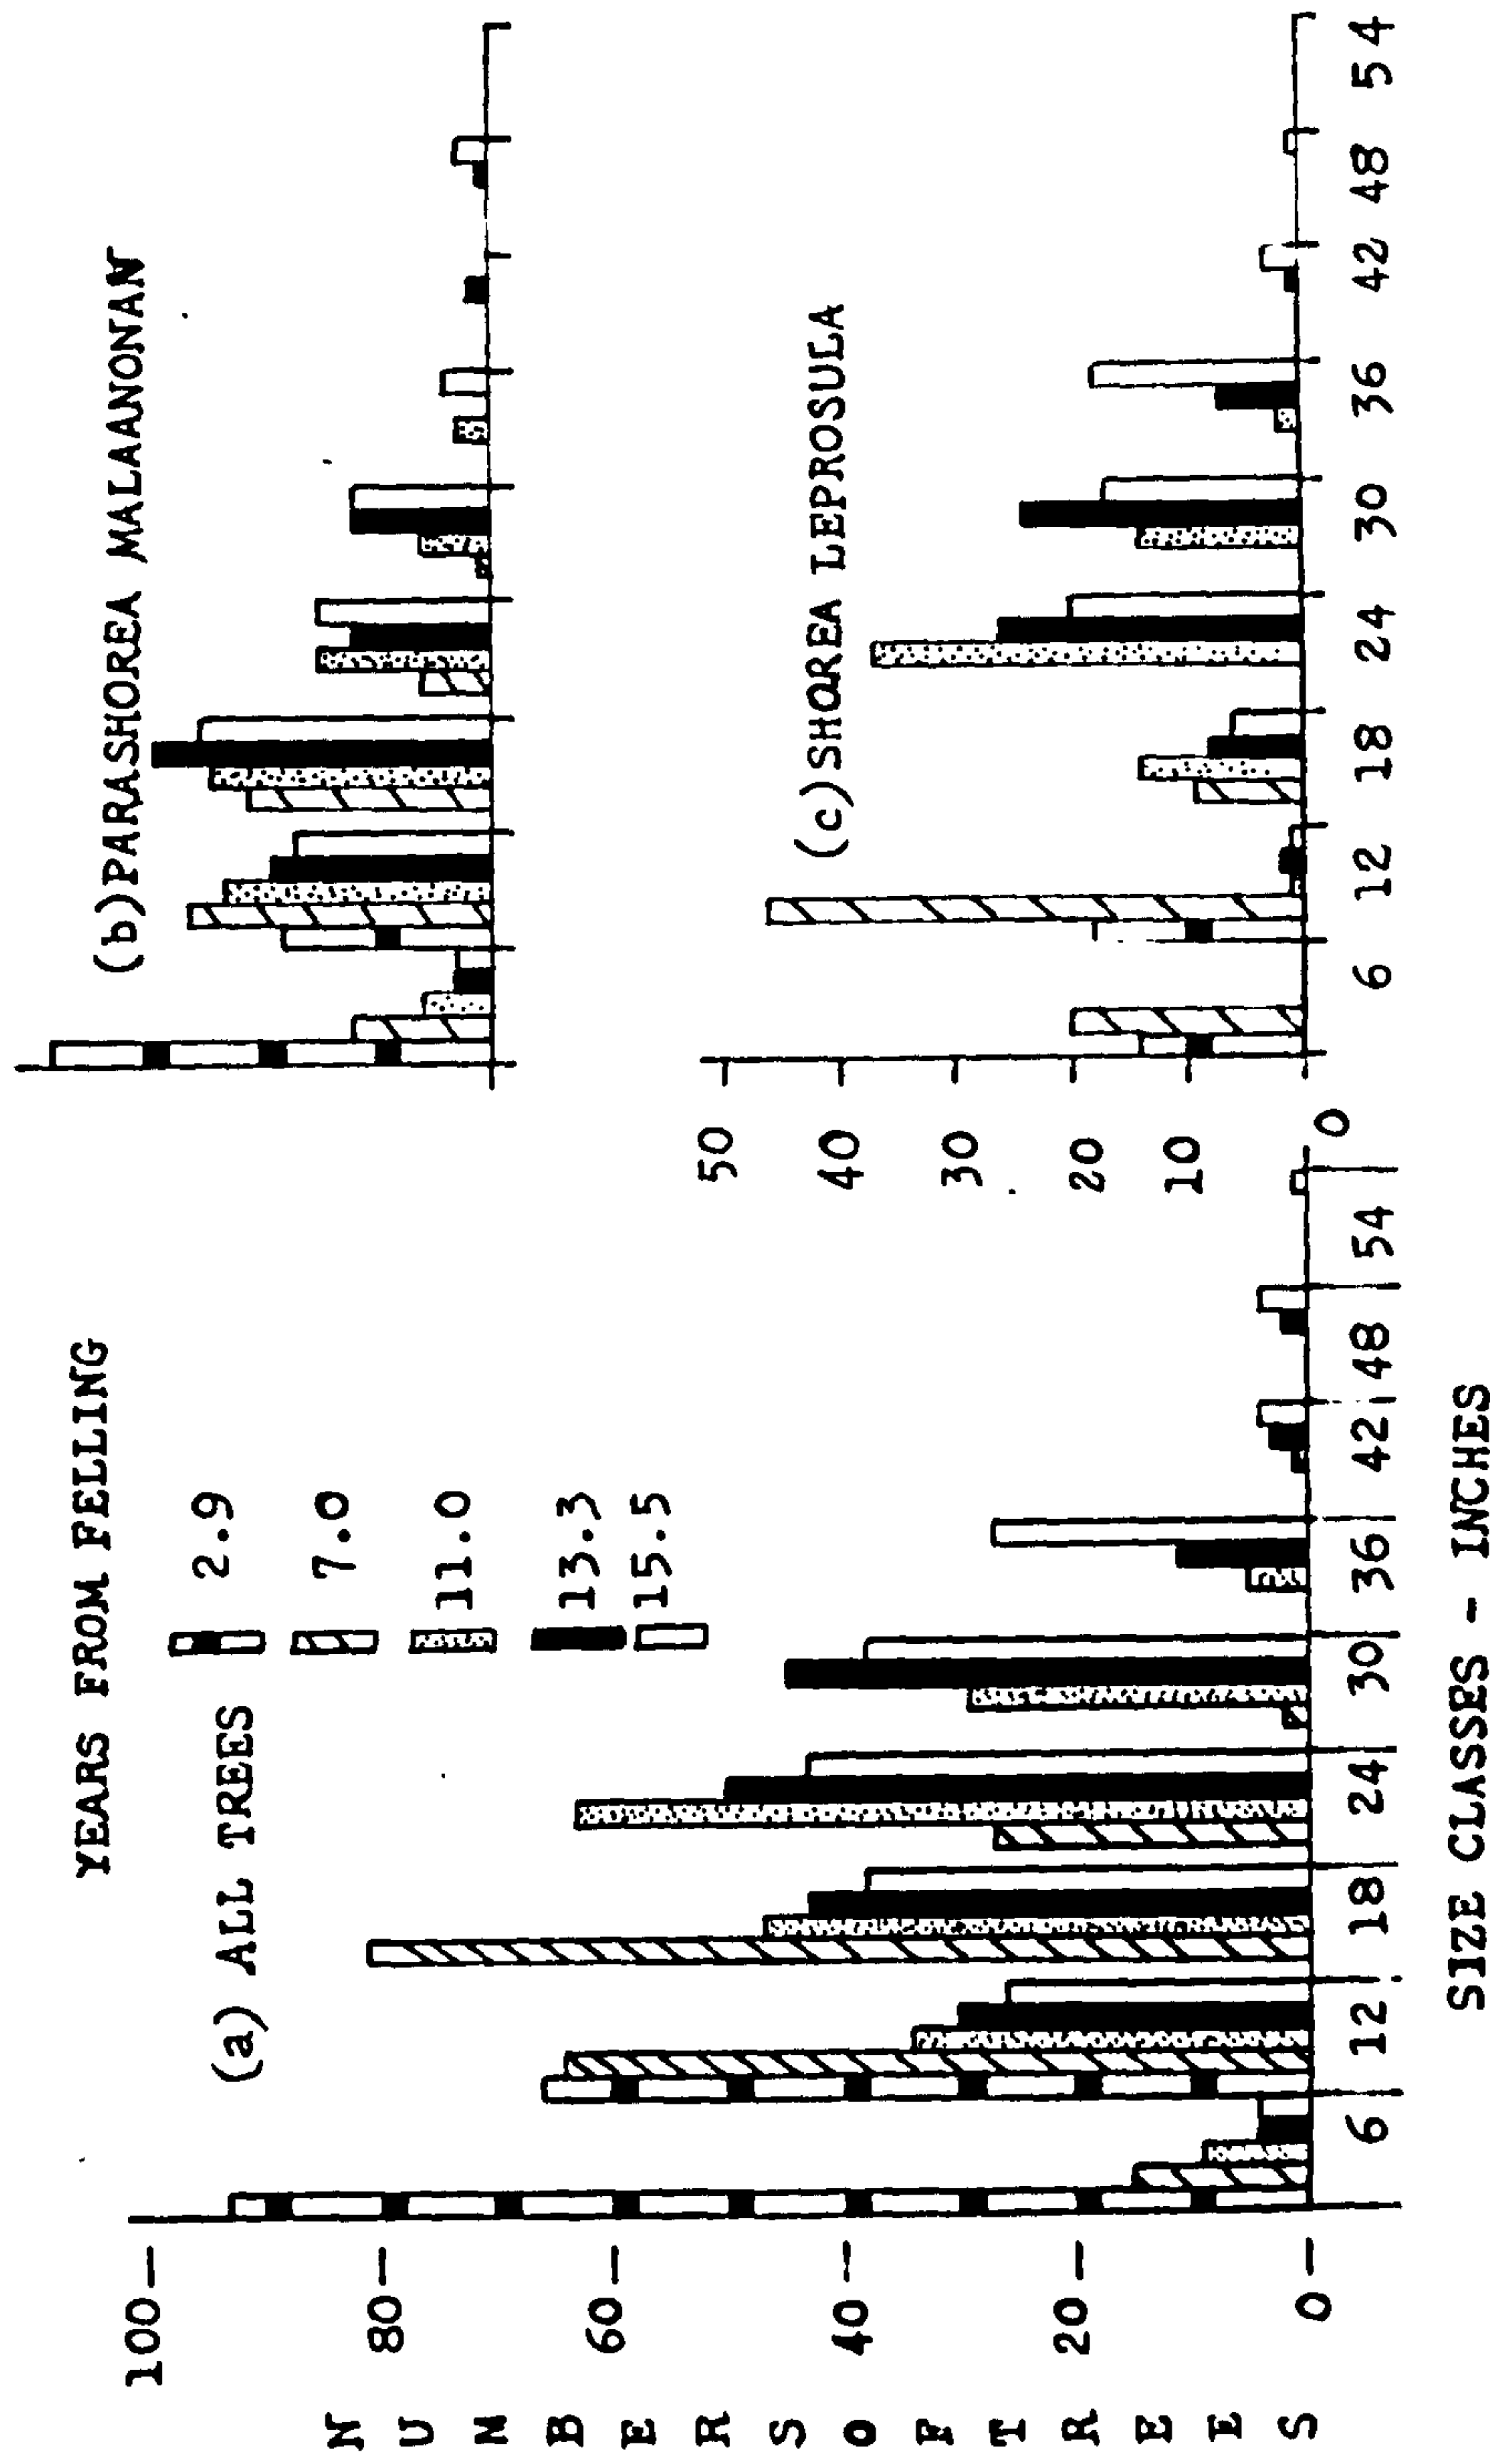 YEARS FROM FELLING
2.9
7.0
11.0
13.3
15.5
(a) ALL TREES
100
80
60
40
20
0
NUMBERS OF TREES
6 12 18 24 30 36 42 48 54
SIZE CLASSES - INCHES
(b) PARASHOREA MALAANONAN
(c) SHOREA LEPROSULA
50
40
30
20
10
0
6 12 18 24 30 36 42 48 54